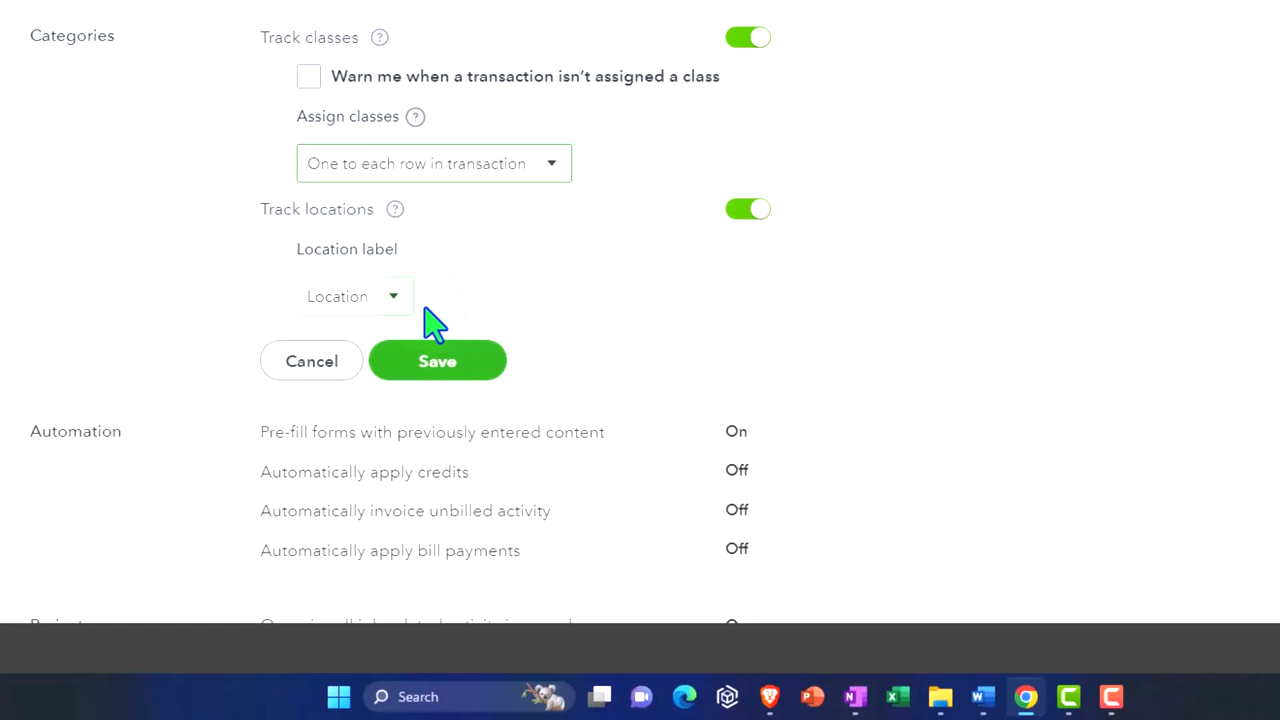 Categories
Track classes ?
Warn me when a transaction isn't assigned a class
Assign classes ?
One to each row in transaction
Track locations ?
Location label
Location
Cancel
Save
Automation
Pre-fill forms with previously entered content On
Automatically apply credits Off
Automatically invoice unbilled activity Off
Automatically apply bill payments Off
Search